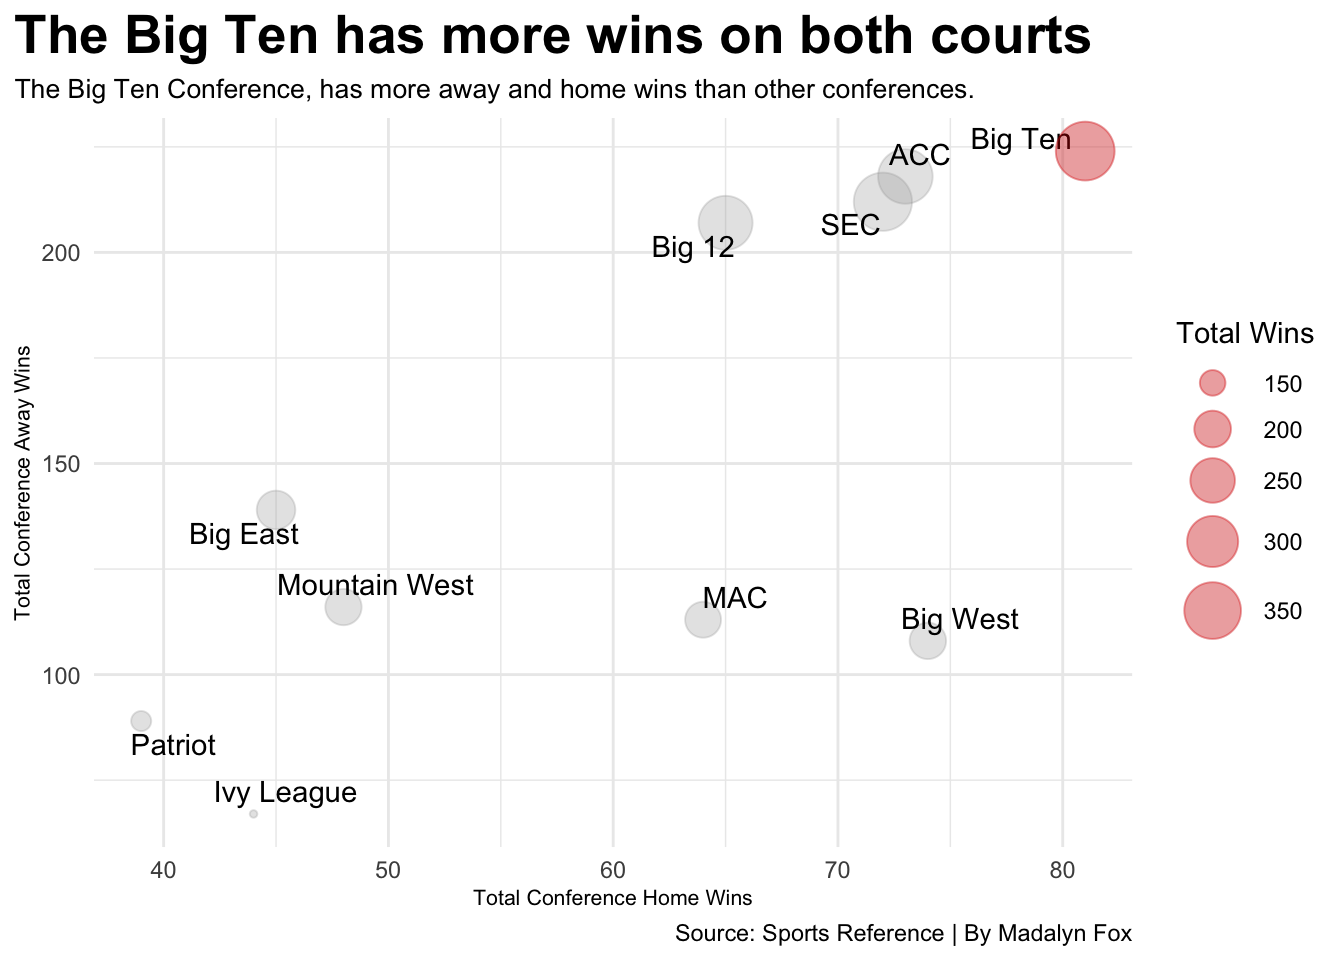 The Big Ten has more wins on both courts
The Big Ten Conference, has more away and home wins than other conferences.
Big Ten
ACC
SEC
Big 12
200
Total Wins
150
200
250
300
350
Total Conference Away Wins
150
Big East
Mountain West
MAC
Big West
100
Patriot
Ivy League
40 50 60 70 80
Total Conference Home Wins
Source: Sports Reference | By Madalyn Fox